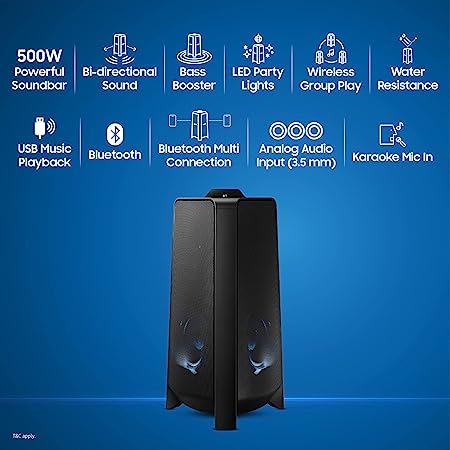 500W
Powerful
Soundbar
Bi-directional
Sound
Bass
Booster
LED Party
Lights
Wireless
Group Play
Water
Resistance
USB Music
Playback
Bluetooth
Bluetooth Multi
Connection
Analog Audio
Input (3.5 mm)
Karaoke Mic In
T&C apply.